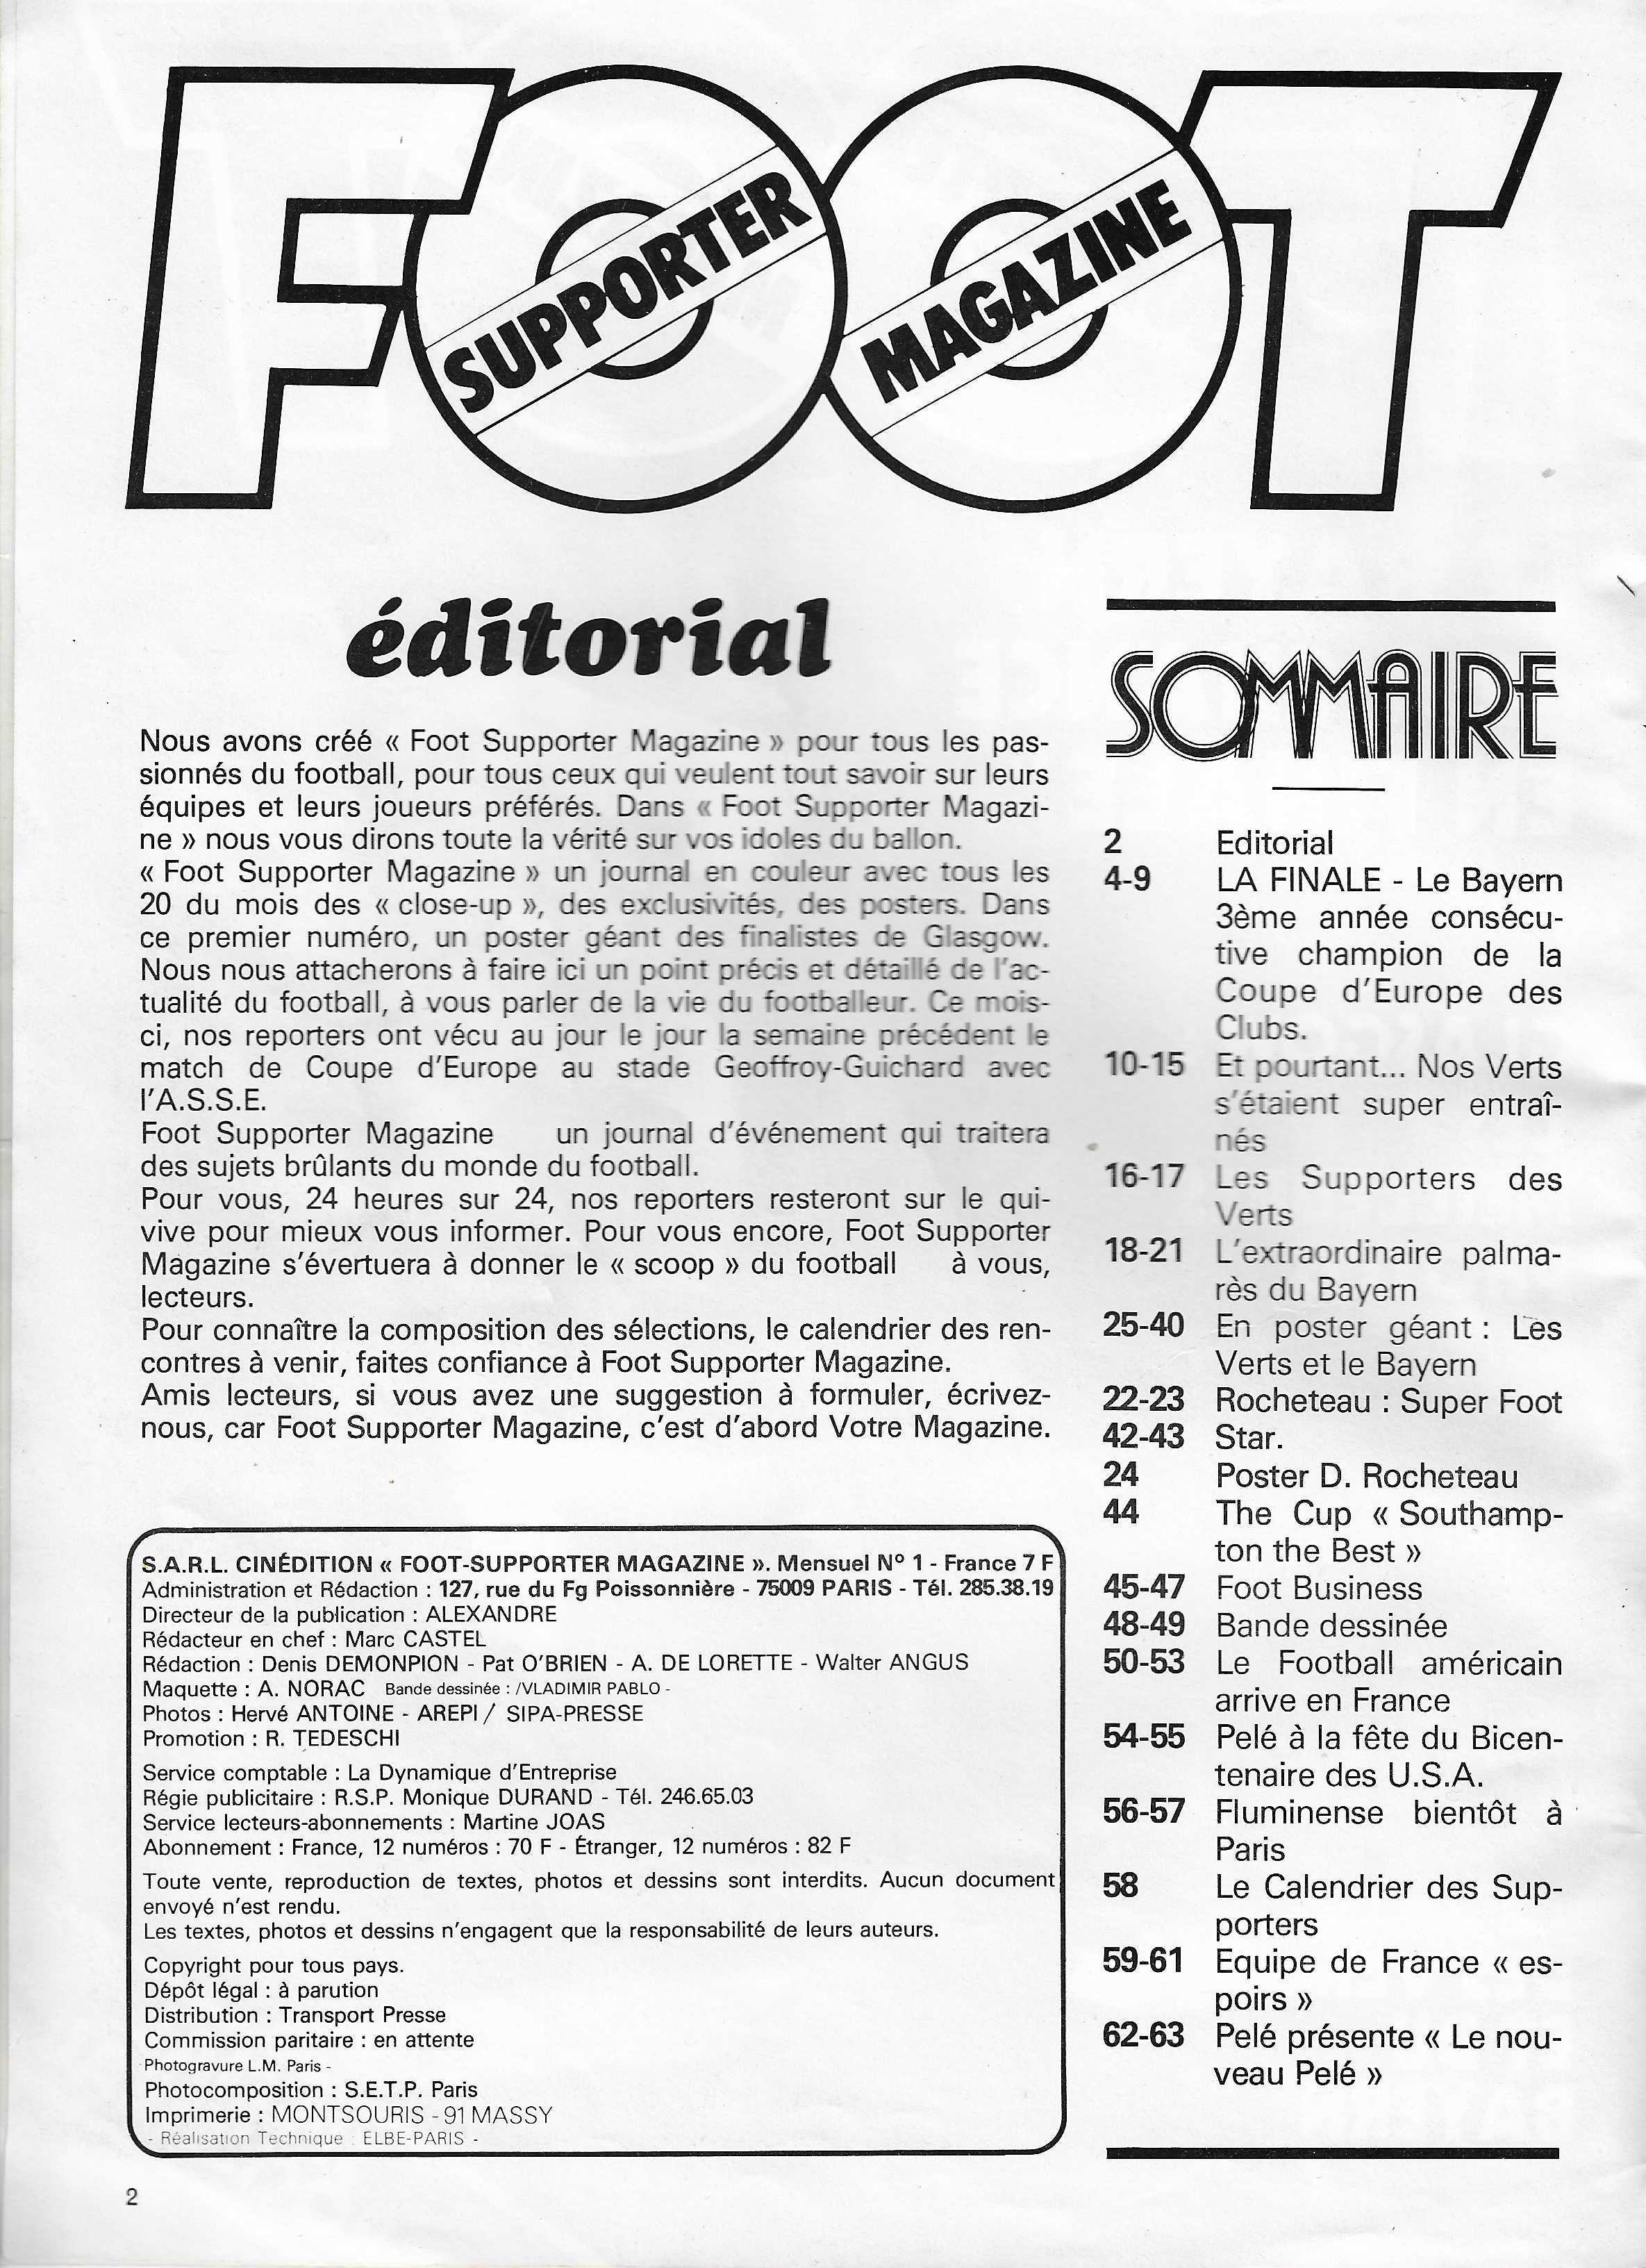 FOOT
SUPPORTER
MAGAZINE
éditorial
Nous avons créé « Foot Supporter Magazine » pour tous les pas-
sionnés du football, pour tous ceux qui veulent tout savoir sur leurs
équipes et leurs joueurs préférés. Dans « Foot Supporter Magazi-
ne » nous vous dirons toute la vérité sur vos idoles du ballon.
« Foot Supporter Magazine » un journal en couleur avec tous les
20 du mois des « close-up », des exclusivités, des posters. Dans
ce premier numéro, un poster géant des finalistes de Glasgow.
Nous nous attacherons à faire ici un point précis et détaillé de l'ac-
tualité du football, à vous parler de la vie du footballeur. Ce mois-
ci, nos reporters ont vécu au jour le jour la semaine précédent le
match de Coupe d'Europe au stade Geoffroy-Guichard avec
l'A.S.S.E.
Foot Supporter Magazine un journal d'événement qui traitera
des sujets brûlants du monde du football.
Pour vous, 24 heures sur 24, nos reporters resteront sur le qui-
vive pour mieux vous informer. Pour vous encore, Foot Supporter
Magazine s'évertuera à donner le « scoop » du football à vous,
lecteurs.
Pour connaître la composition des sélections, le calendrier des ren-
contres à venir, faites confiance à Foot Supporter Magazine.
Amis lecteurs, si vous avez une suggestion à formuler, écrivez-
nous, car Foot Supporter Magazine, c'est d'abord Votre Magazine.
S.A.R.L. CINÉDITION « FOOT-SUPPORTER MAGAZINE ». Mensuel N° 1 - France 7 F
Administration et Rédaction : 127, rue du Fg Poissonnière - 75009 PARIS - Tél. 285.38.19
Directeur de la publication : ALEXANDRE
Rédacteur en chef : Marc CASTEL
Rédaction : Denis DEMONPION - Pat O'BRIEN - A. DE LORETTE - Walter ANGUS
Maquette : A. NORAC Bande dessinée : /VLADIMIR PABLO -
Photos : Hervé ANTOINE - AREPI / SIPA-PRESSE
Promotion : R. TEDESCHI
Service comptable : La Dynamique d'Entreprise
Régie publicitaire : R.S.P. Monique DURAND - Tél. 246.65.03
Service lecteurs-abonnements : Martine JOAS
Abonnement : France, 12 numéros : 70 F - Étranger, 12 numéros : 82 F
Toute vente, reproduction de textes, photos et dessins sont interdits. Aucun document
envoyé n'est rendu.
Les textes, photos et dessins n'engagent que la responsabilité de leurs auteurs.
Copyright pour tous pays.
Dépôt légal : à parution
Distribution : Transport Presse
Commission paritaire : en attente
Photogravure L.M. Paris -
Photocomposition : S.E.T.P. Paris
Imprimerie : MONTSOURIS - 91 MASSY
- Réalisation Technique : ELBE-PARIS -
2
SOMMAIRE
2 Editorial
4-9 LA FINALE - Le Bayern
3ème année consécu-
tive champion de la
Coupe d'Europe des
Clubs.
10-15 Et pourtant... Nos Verts
s'étaient super entraî-
nés
16-17 Les Supporters des
Verts
18-21 L'extraordinaire palma-
rès du Bayern
25-40 En poster géant : Les
Verts et le Bayern
22-23 Rocheteau : Super Foot
42-43 Star.
24 Poster D. Rocheteau
44 The Cup « Southamp-
ton the Best »
45-47 Foot Business
48-49 Bande dessinée
50-53 Le Football américain
arrive en France
54-55 Pelé à la fête du Bicen-
tenaire des U.S.A.
56-57 Fluminense bientôt à
Paris
58 Le Calendrier des Sup-
porters
59-61 Equipe de France « es-
poirs »
62-63 Pelé présente « Le nou-
veau Pelé »